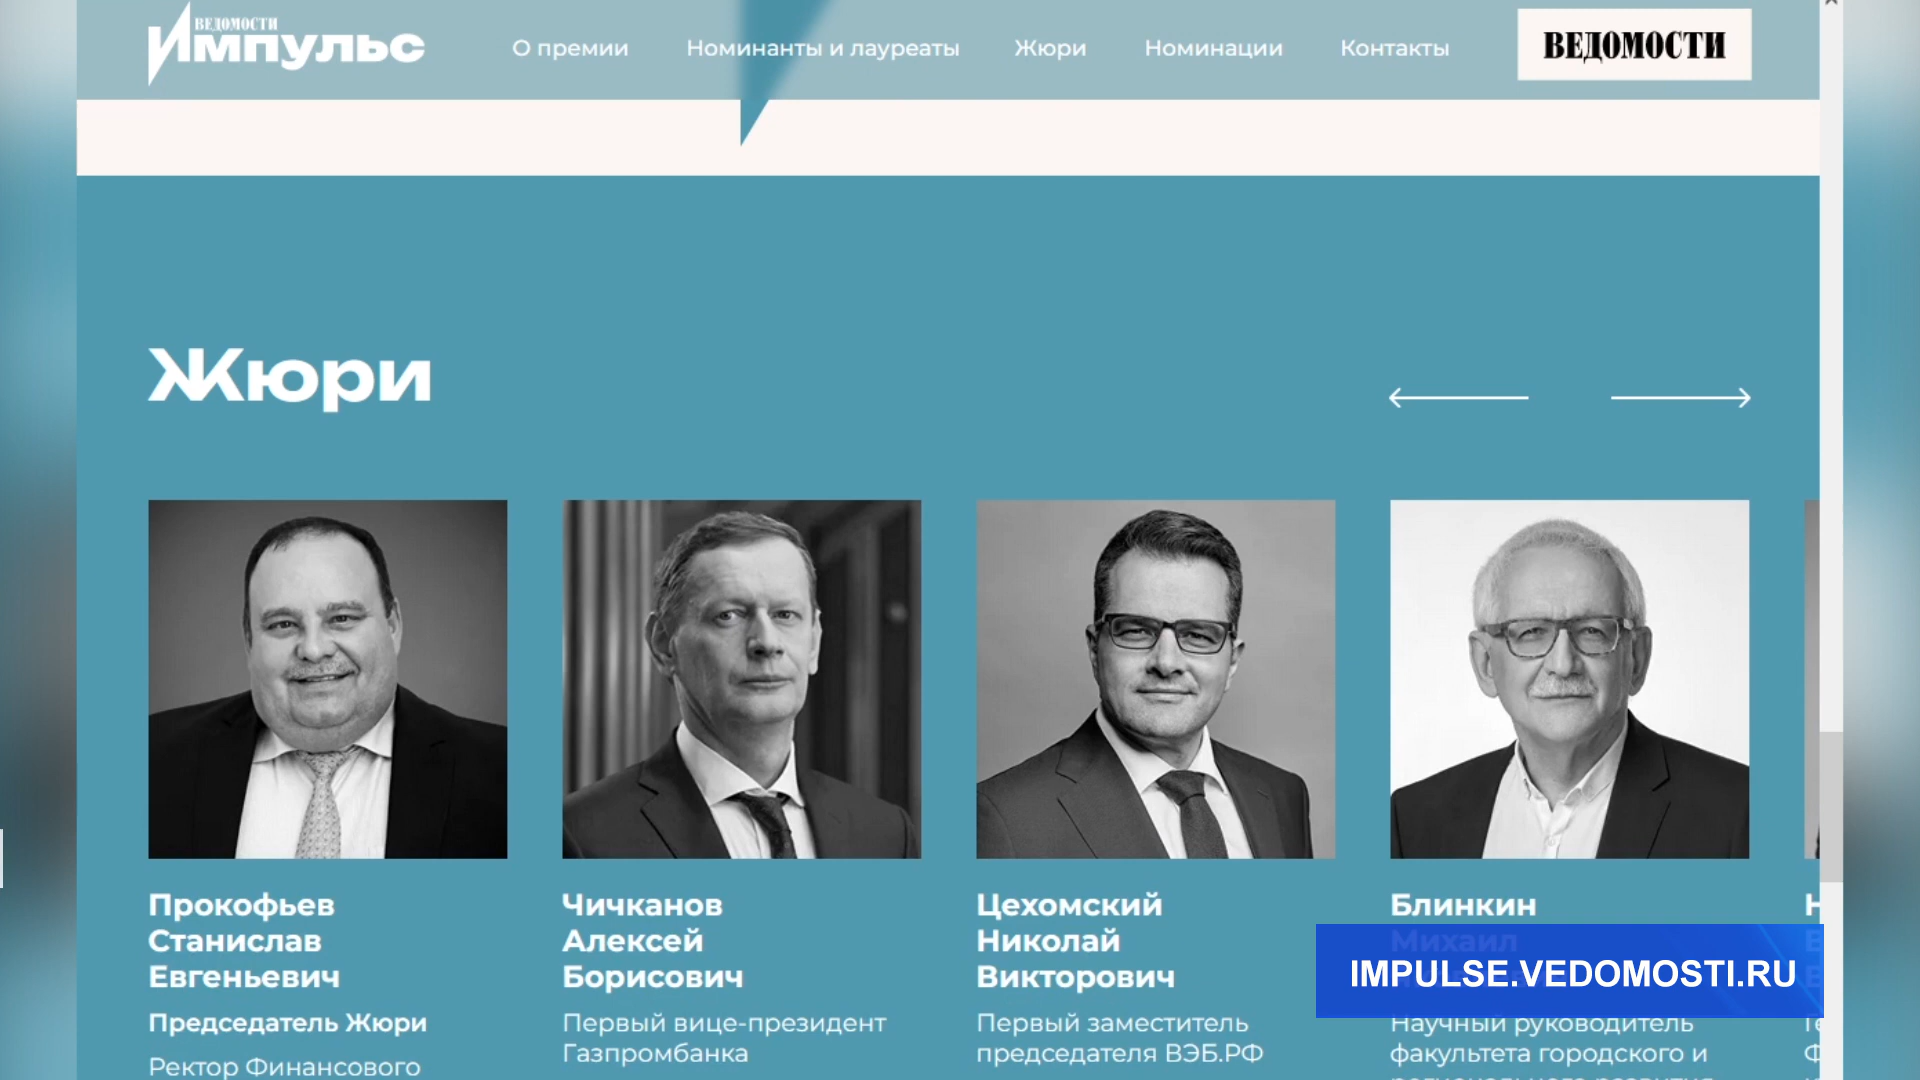 ВЕДОМОСТИ
Импульс
О премии
Номинанты и лауреаты
Жюри
Номинации
Контакты
ВЕДОМОСТИ
Жюри
Прокофьев
Станислав
Евгеньевич
Председатель Жюри
Ректор Финансового
Чичканов
Алексей
Борисович
Первый вице-президент
Газпромбанка
Цехомский
Николай
Викторович
Первый заместитель
председателя ВЭБ.РФ
Блинкин
Михаил
Научный руководитель
факультета городского и
IMPULSE.VEDOMOSTI.RU